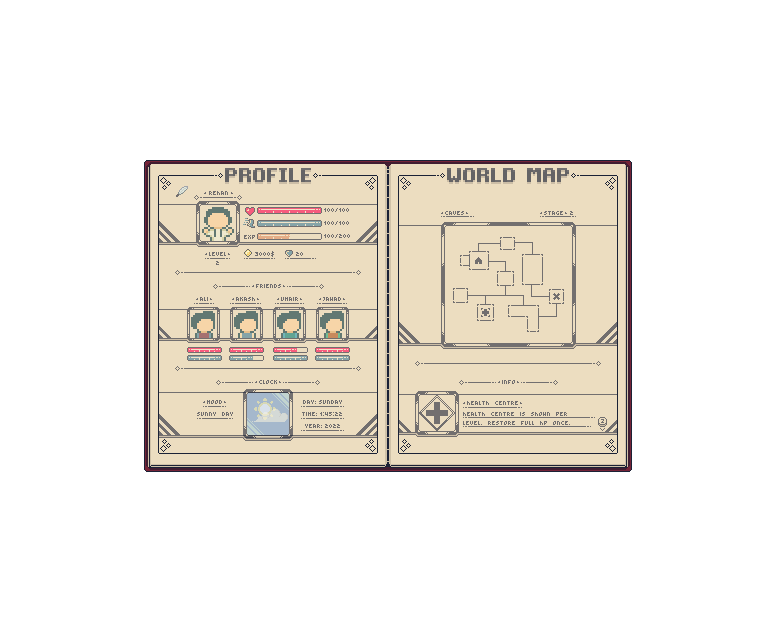 PROFILE
REHAN
100/100
100/100
EXP 100/200
LEVEL
2
3000$
20
FRIENDS
ALI
AKASH
UMAIR
FAHAD
CLOCK
MOOD
SUNNY DAY
DAY: SUNDAY
TIME: 1:45:22
YEAR: 2022
WORLD MAP
CAVES
STAGE 2
INFO
HEALTH CENTRE
HEALTH CENTRE IS SHOWN PER
LEVEL. RESTORE FULL HP ONCE.